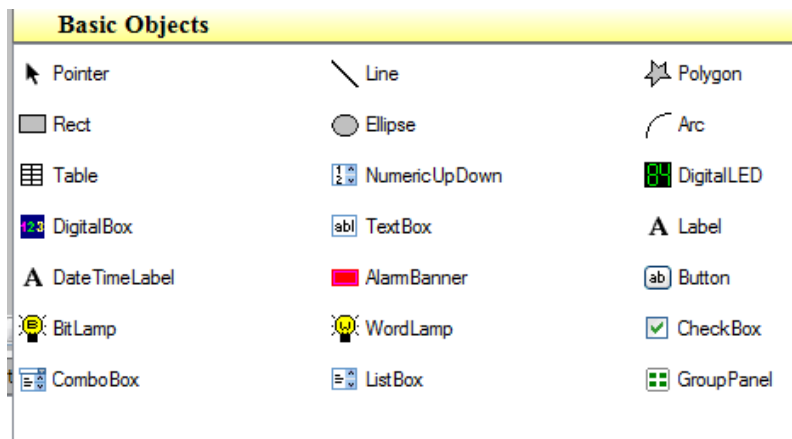 Basic Objects
Pointer Line Polygon
Rect Ellipse Arc
Table NumericUpDown DigitalLED
DigitalBox TextBox Label
DateTimeLabel AlarmBanner Button
BitLamp WordLamp CheckBox
ComboBox ListBox GroupPanel